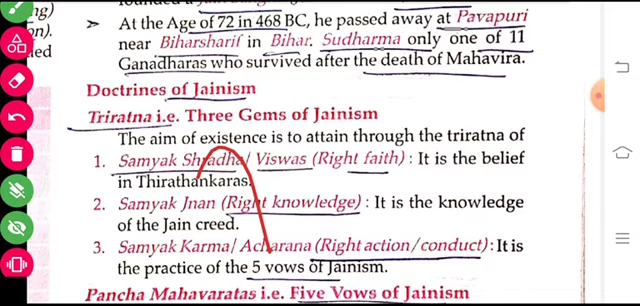 ng)
on).
ded
➢ At the Age of 72 in 468 BC, he passed away at Pavapuri
near Biharsharif in Bihar. Sudharma only one of 11
Ganadharas who survived after the death of Mahavira.
Doctrines of Jainism
Triratna i.e. Three Gems of Jainism
The aim of existence is to attain through the triratna of
1. Samyak Shradha/ Viswas (Right faith) : It is the belief
in Thirathankaras.
2. Samyak Jnan (Right knowledge) : It is the knowledge
of the Jain creed.
3. Samyak Karma/ Acharana (Right action/conduct) : It is
the practice of the 5 vows of Jainism.
Pancha Mahavaratas i.e. Five Vows of Jainism